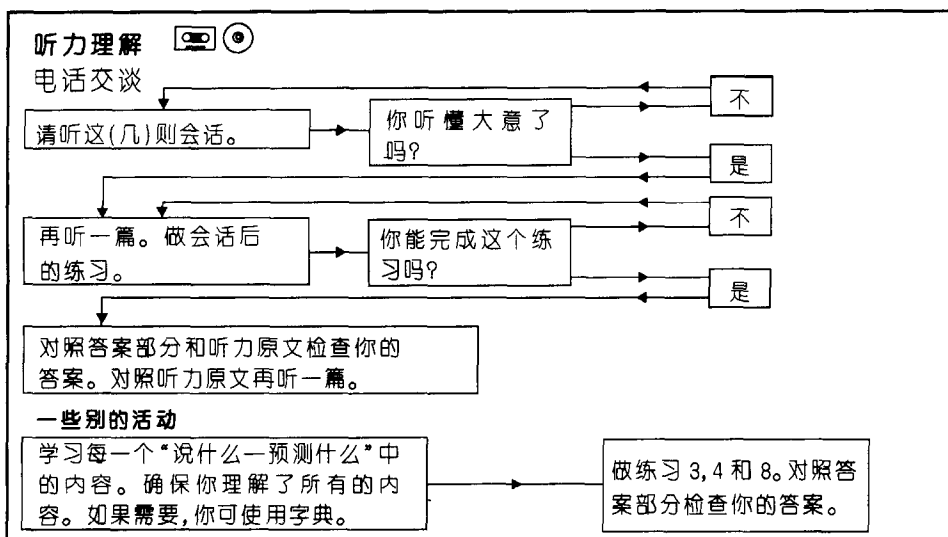 听力理解
电话交谈
不
请听这(几)则会话。
你听懂大意了
吗?
是
不
再听一篇。做会话后
的练习。
你能完成这个练
习吗?
是
对照答案部分和听力原文检查你的
答案。对照听力原文再听一篇。
一些别的活动
学习每一个“说什么—预测什么”中
的内容。确保你理解了所有的内
容。如果需要,你可使用字典。
做练习3,4和8。对照答
案部分检查你的答案。